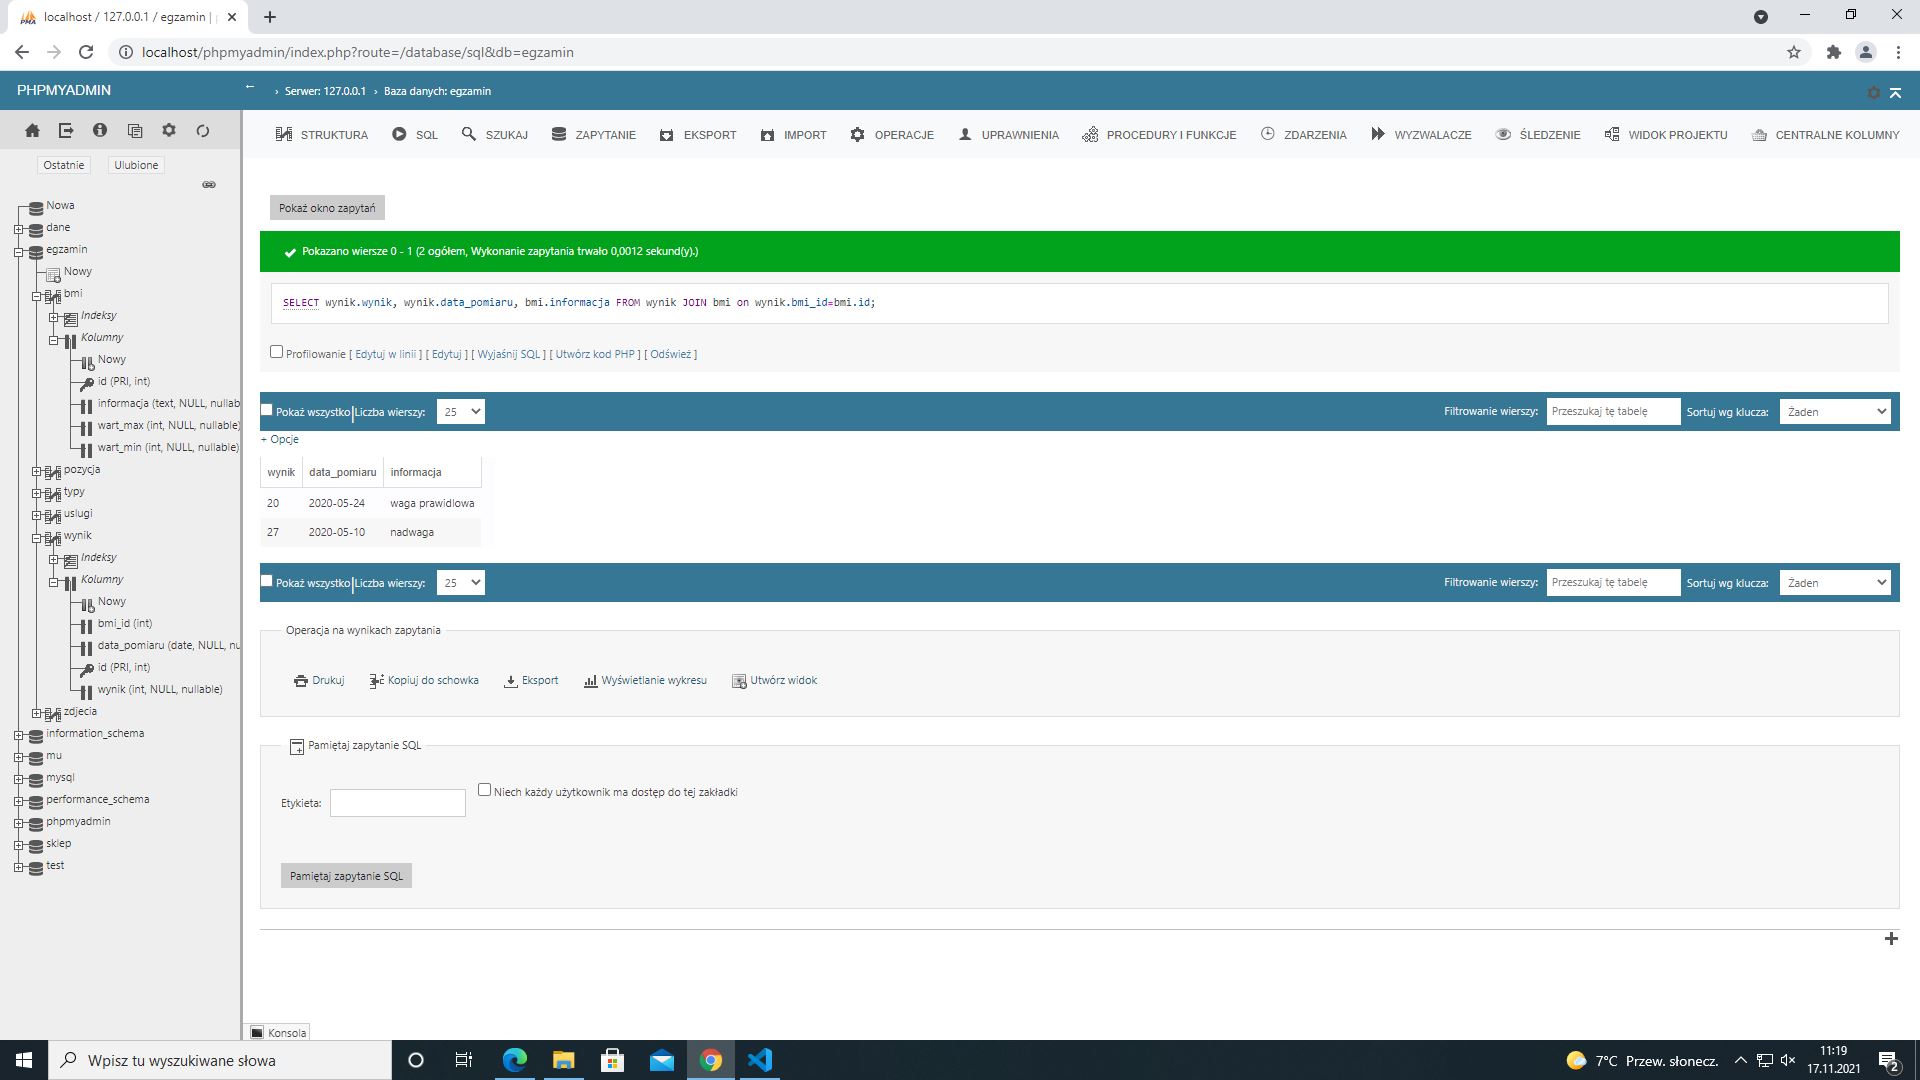 localhost / 127.0.0.1 / egzamin | p
localhost/phpmyadmin/index.php?route=/database/sql&db=egzamin
PHPMYADMIN
Serwer: 127.0.0.1 › Baza danych: egzamin
STRUKTURA SQL SZUKAJ ZAPYTANIE EKSPORT IMPORT OPERACJE UPRAWNIENIA PROCEDURY I FUNKCJE ZDARZENIA WYZWALACZE ŚLEDZENIE WIDOK PROJEKTU CENTRALNE KOLUMNY
Ostatnie Ulubione
Nowa
dane
egzamin
Nowy
bmi
Indeksy
Kolumny
Nowy
id (PRI, int)
informacja (text, NULL, nullab
wart_max (int, NULL, nullable)
wart_min (int, NULL, nullable)
pozycja
typy
uslugi
wynik
Indeksy
Kolumny
Nowy
bmi_id (int)
data_pomiaru (date, NULL, nu
id (PRI, int)
wynik (int, NULL, nullable)
zdjecia
information_schema
mu
mysql
performance_schema
phpmyadmin
sklep
test
Pokaż okno zapytań
Pokazano wiersze 0 - 1 (2 ogółem, Wykonanie zapytania trwało 0,0012 sekund(y).)
SELECT wynik.wynik, wynik.data_pomiaru, bmi.informacja FROM wynik JOIN bmi on wynik.bmi_id=bmi.id;
Profilowanie [ Edytuj w linii ] [ Edytuj ] [ Wyjaśnij SQL ] [ Utwórz kod PHP ] [ Odśwież ]
Pokaż wszystko Liczba wierszy: 25 Filtrowanie wierszy: Przeszukaj tę tabelę Sortuj wg klucza: Żaden
+ Opcje
wynik data_pomiaru informacja
20 2020-05-24 waga prawidlowa
27 2020-05-10 nadwaga
Pokaż wszystko Liczba wierszy: 25 Filtrowanie wierszy: Przeszukaj tę tabelę Sortuj wg klucza: Żaden
Operacja na wynikach zapytania
Drukuj Kopiuj do schowka Eksport Wyświetlanie wykresu Utwórz widok
Pamiętaj zapytanie SQL
Etykieta: Niech każdy użytkownik ma dostęp do tej zakładki
Pamiętaj zapytanie SQL
Konsola
Wpisz tu wyszukiwane słowa
7°C Przew. słonecz.
11:19
17.11.2021
2